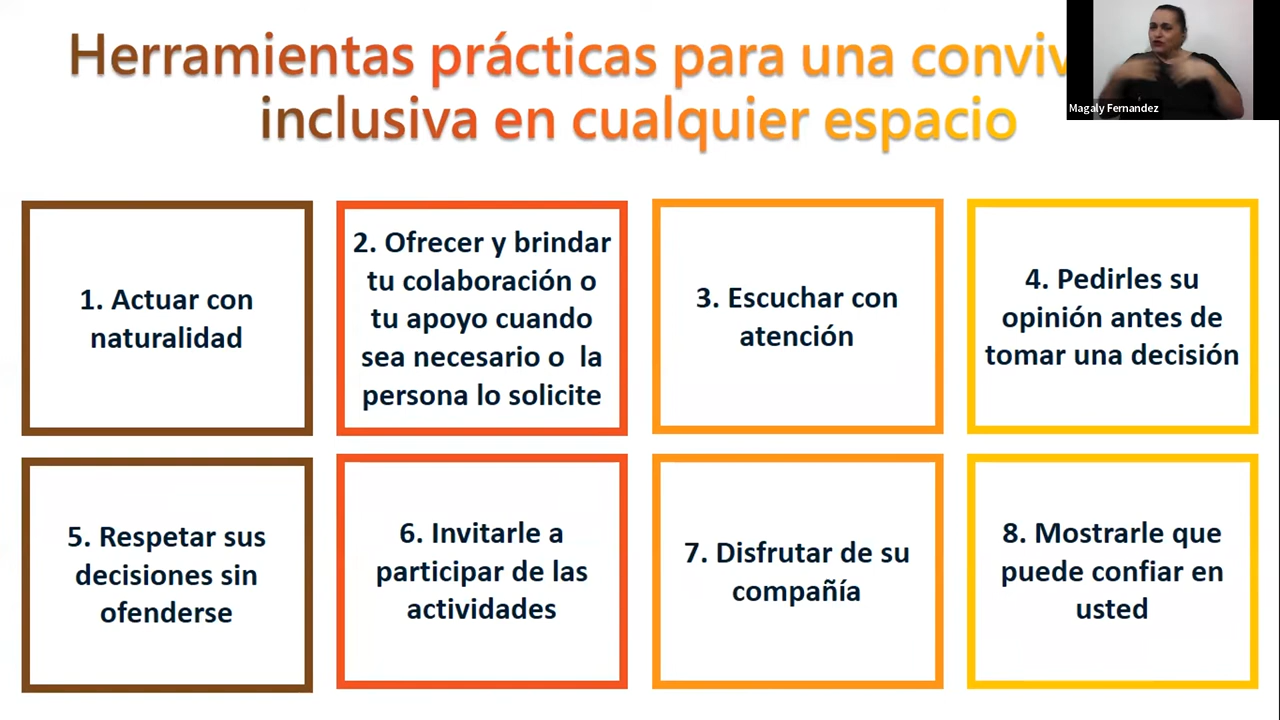 Herramientas prácticas para una conviv
inclusiva en cualquier espacio
Magaly Fernandez
1. Actuar con
naturalidad
2. Ofrecer y brindar
tu colaboración o
tu apoyo cuando
sea necesario o  la
persona lo solicite
3. Escuchar con
atención
4. Pedirles su
opinión antes de
tomar una decisión
5. Respetar sus
decisiones sin
ofenderse
6. Invitarle a
participar de las
actividades
7. Disfrutar de su
compañía
8. Mostrarle que
puede confiar en
usted